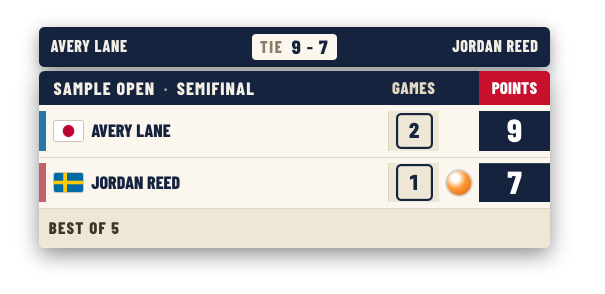 AVERY LANE TIE 9 - 7 JORDAN REED
SAMPLE OPEN · SEMIFINAL GAMES POINTS
AVERY LANE 2 9
JORDAN REED 1 7
BEST OF 5